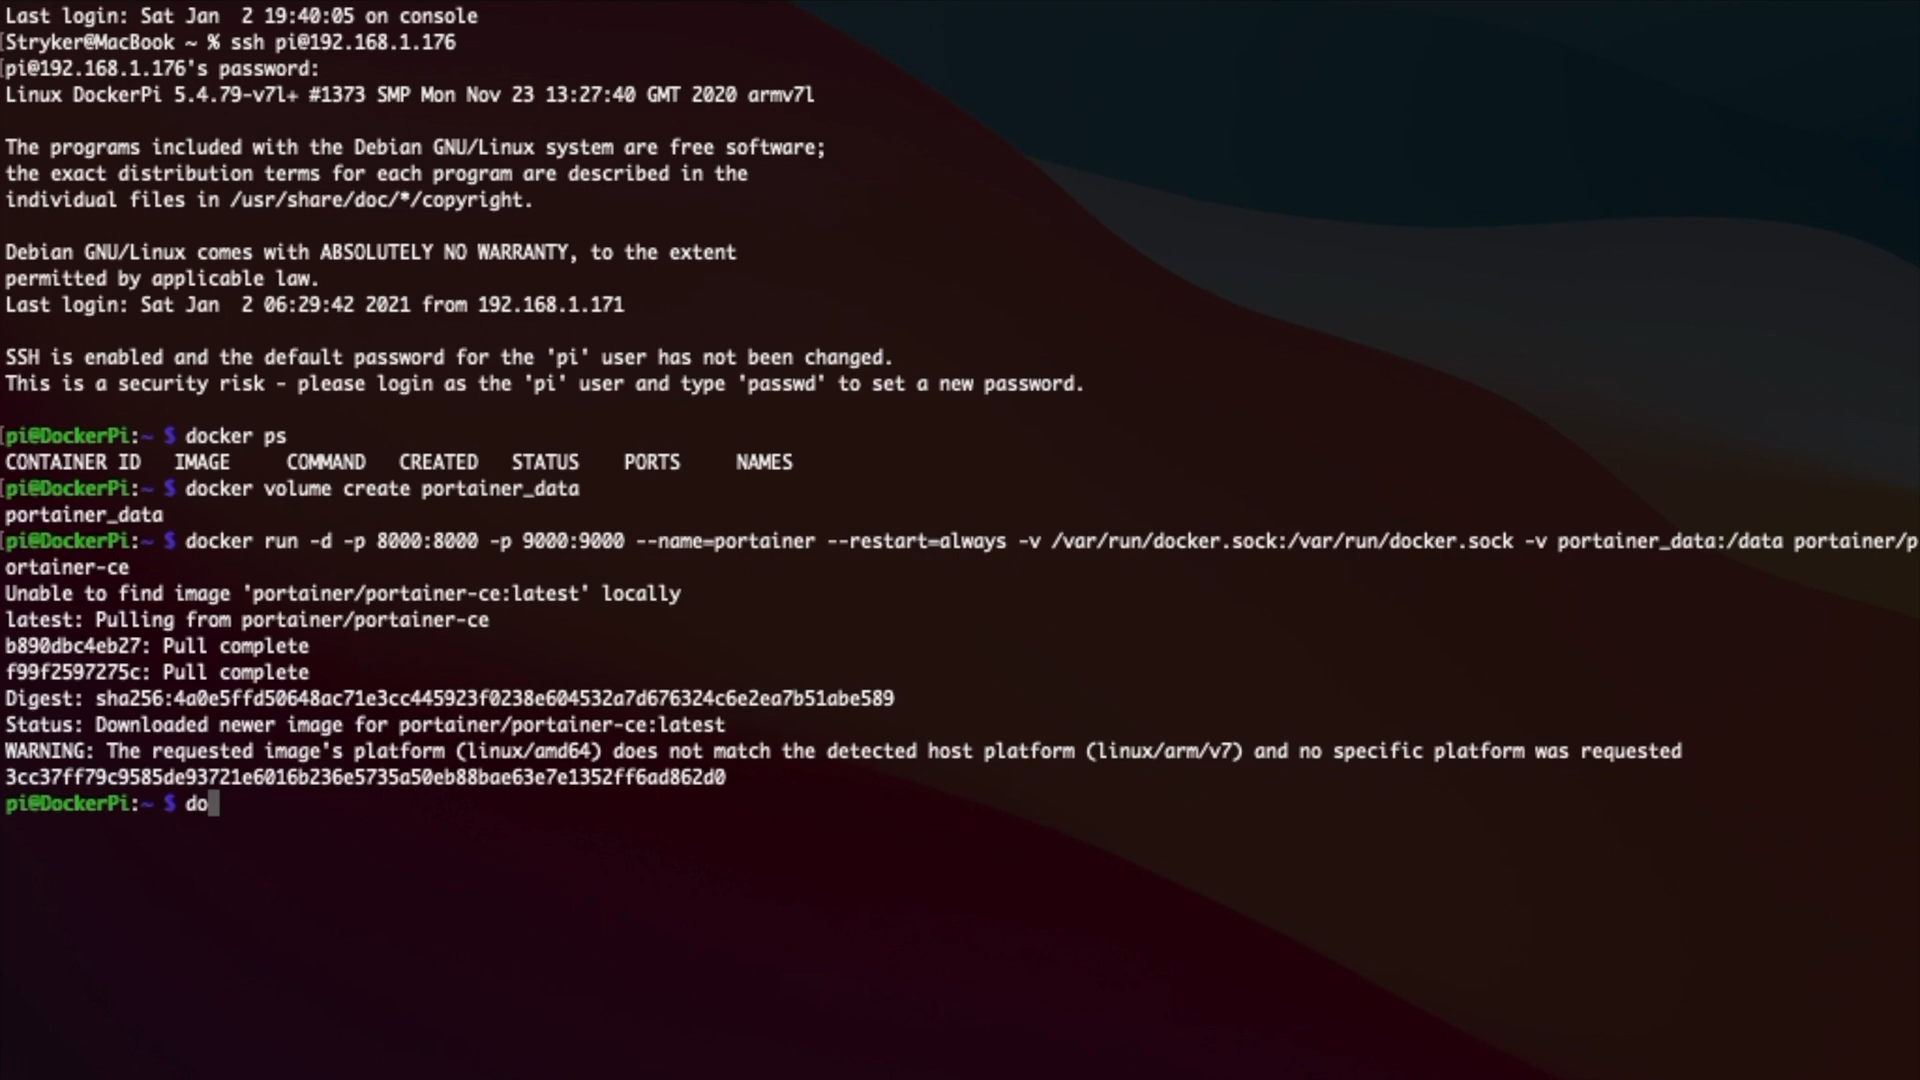 Last login: Sat Jan  2 19:40:05 on console
[Stryker@MacBook ~ % ssh pi@192.168.1.176
[pi@192.168.1.176's password:
Linux DockerPi 5.4.79-v7l+ #1373 SMP Mon Nov 23 13:27:40 GMT 2020 armv7l
The programs included with the Debian GNU/Linux system are free software;
the exact distribution terms for each program are described in the
individual files in /usr/share/doc/*/copyright.
Debian GNU/Linux comes with ABSOLUTELY NO WARRANTY, to the extent
permitted by applicable law.
Last login: Sat Jan  2 06:29:42 2021 from 192.168.1.171
SSH is enabled and the default password for the 'pi' user has not been changed.
This is a security risk - please login as the 'pi' user and type 'passwd' to set a new password.
[pi@DockerPi:~ $ docker ps
CONTAINER ID   IMAGE     COMMAND   CREATED   STATUS    PORTS     NAMES
[pi@DockerPi:~ $ docker volume create portainer_data
portainer_data
[pi@DockerPi:~ $ docker run -d -p 8000:8000 -p 9000:9000 --name=portainer --restart=always -v /var/run/docker.sock:/var/run/docker.sock -v portainer_data:/data portainer/p
ortainer-ce
Unable to find image 'portainer/portainer-ce:latest' locally
latest: Pulling from portainer/portainer-ce
b890dbc4eb27: Pull complete
f99f2597275c: Pull complete
Digest: sha256:4a0e5ffd50648ac71e3cc445923f0238e604532a7d676324c6e2ea7b51abe589
Status: Downloaded newer image for portainer/portainer-ce:latest
WARNING: The requested image's platform (linux/amd64) does not match the detected host platform (linux/arm/v7) and no specific platform was requested
3cc37ff79c9585de93721e6016b236e5735a50eb88bae63e7e1352ff6ad862d0
pi@DockerPi:~ $ do